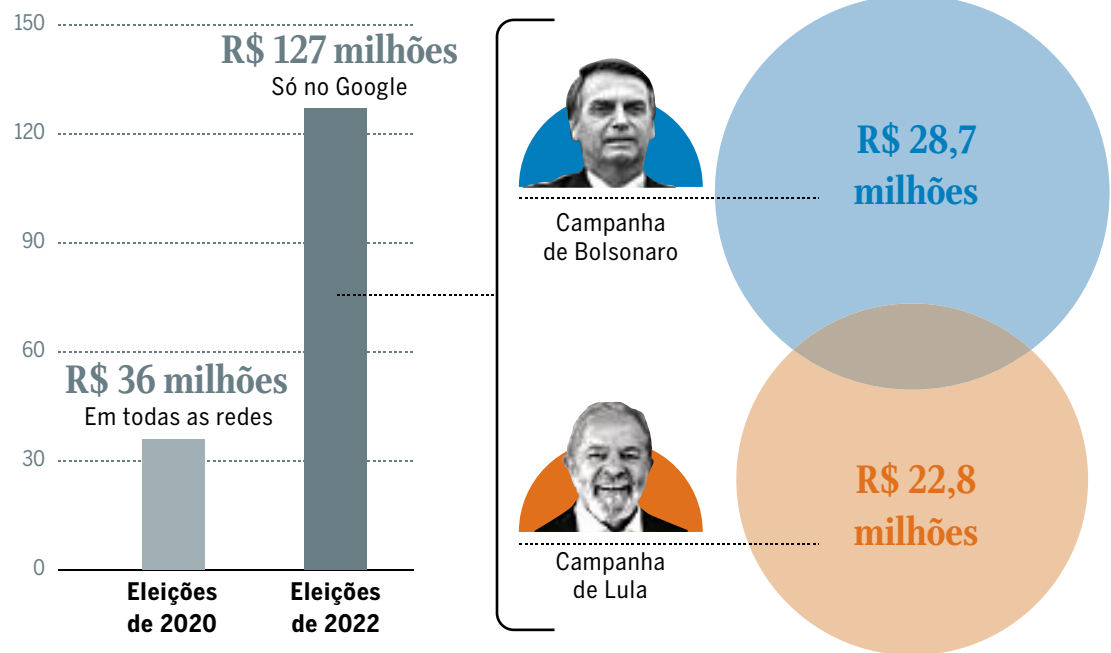 150
120
90
60
30
0
R$ 127 milhões
Só no Google
R$ 36 milhões
Em todas as redes
Eleições
de 2020
Eleições
de 2022
Campanha
de Bolsonaro
R$ 28,7
milhões
Campanha
de Lula
R$ 22,8
milhões